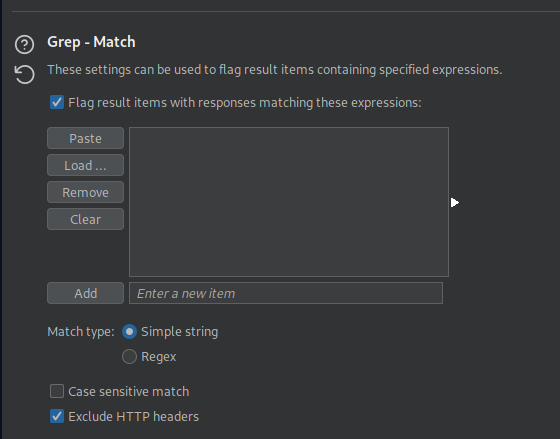 Grep - Match
These settings can be used to flag result items containing specified expressions.
Flag result items with responses matching these expressions:
Paste
Load ...
Remove
Clear
Add
Enter a new item
Match type:
Simple string
Regex
Case sensitive match
Exclude HTTP headers